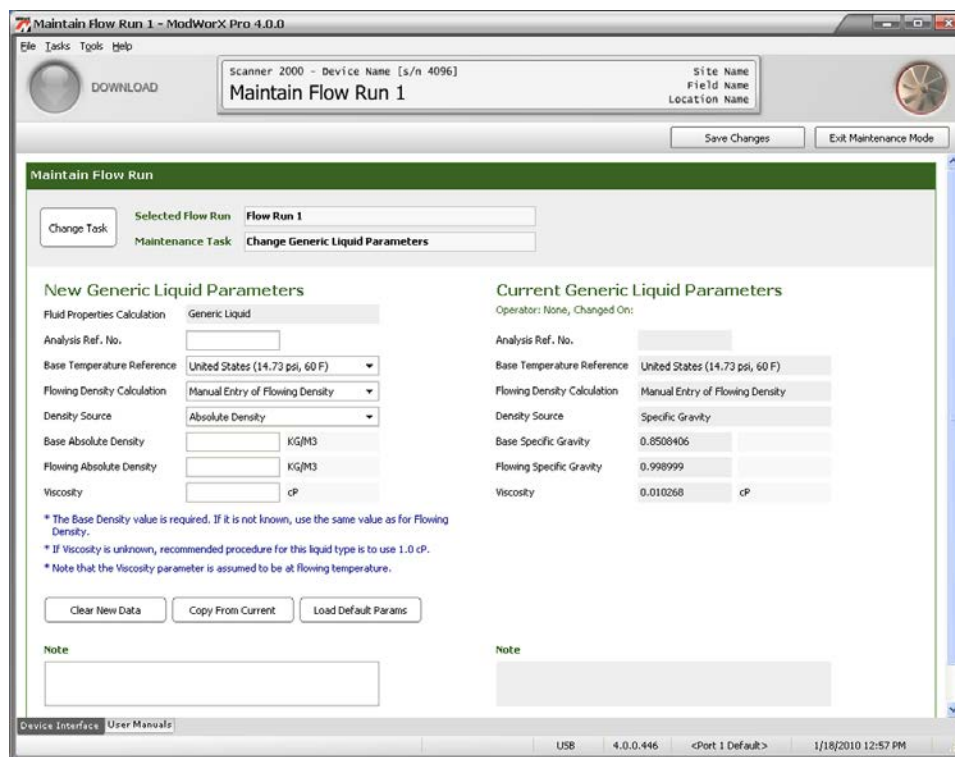 Maintain Flow Run 1 - ModWorX Pro 4.0.0
File Tasks Tools Help
DOWNLOAD
Scanner 2000 - Device Name [s/n 4096]
Maintain Flow Run 1
Site Name
Field Name
Location Name
Save Changes
Exit Maintenance Mode
Maintain Flow Run
Change Task
Selected Flow Run Flow Run 1
Maintenance Task Change Generic Liquid Parameters
New Generic Liquid Parameters
Fluid Properties Calculation Generic Liquid
Analysis Ref. No.
Base Temperature Reference United States (14.73 psi, 60 F)
Flowing Density Calculation Manual Entry of Flowing Density
Density Source Absolute Density
Base Absolute Density KG/M3
Flowing Absolute Density KG/M3
Viscosity cP
* The Base Density value is required. If it is not known, use the same value as for Flowing
Density.
* If Viscosity is unknown, recommended procedure for this liquid type is to use 1.0 cP.
* Note that the Viscosity parameter is assumed to be at flowing temperature.
Clear New Data
Copy From Current
Load Default Params
Note
Current Generic Liquid Parameters
Operator: None, Changed On:
Analysis Ref. No.
Base Temperature Reference United States (14.73 psi, 60 F)
Flowing Density Calculation Manual Entry of Flowing Density
Density Source Specific Gravity
Base Specific Gravity 0.8508406
Flowing Specific Gravity 0.998999
Viscosity 0.010268 cP
Note
Device Interface User Manuals
USB 4.0.0.446 <Port 1 Default> 1/18/2010 12:57 PM